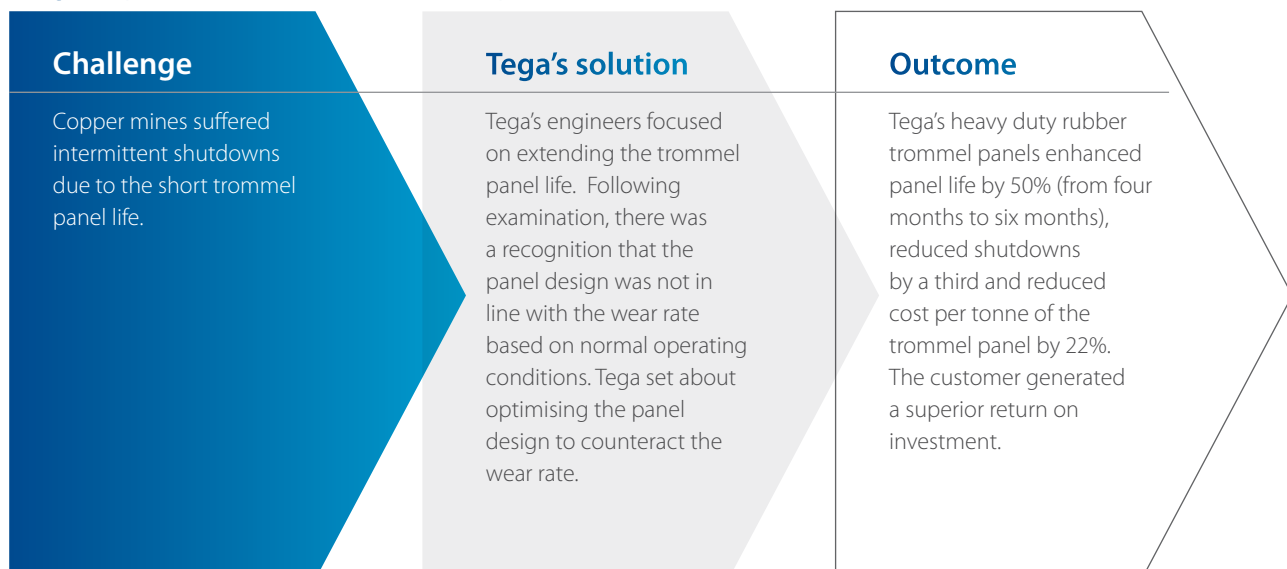 Challenge
Copper mines suffered
intermittent shutdowns
due to the short trommel
panel life.
Tega’s solution
Tega’s engineers focused
on extending the trommel
panel life.  Following
examination, there was
a recognition that the
panel design was not in
line with the wear rate
based on normal operating
conditions. Tega set about
optimising the panel
design to counteract the
wear rate.
Outcome
Tega’s heavy duty rubber
trommel panels enhanced
panel life by 50% (from four
months to six months),
reduced shutdowns
by a third and reduced
cost per tonne of the
trommel panel by 22%.
The customer generated
a superior return on
investment.